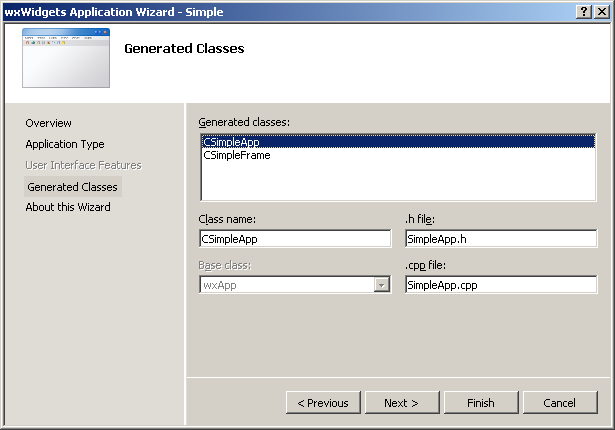 wxWidgets Application Wizard - Simple
Generated Classes
Overview
Application Type
User Interface Features
Generated Classes
About this Wizard
Generated classes:
CSimpleApp
CSimpleFrame
Class name:
.h file:
CSimpleApp
SimpleApp.h
Base class:
.cpp file:
wxApp
SimpleApp.cpp
< Previous
Next >
Finish
Cancel